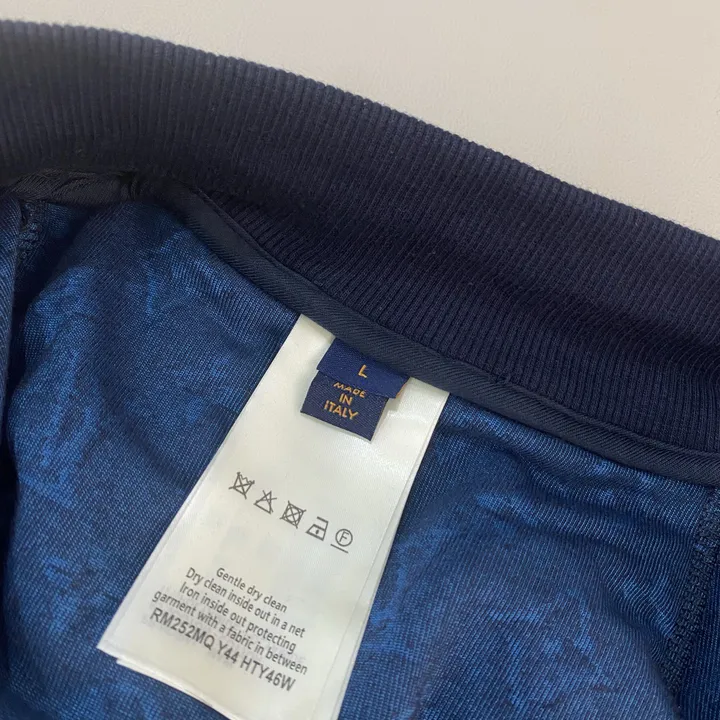 L
MADE
IN
ITALY
F
Gentle dry clean
Dry clean inside out in a net
Iron inside out protecting
garment with a fabric in between
RM252MQ Y44 HTY46W